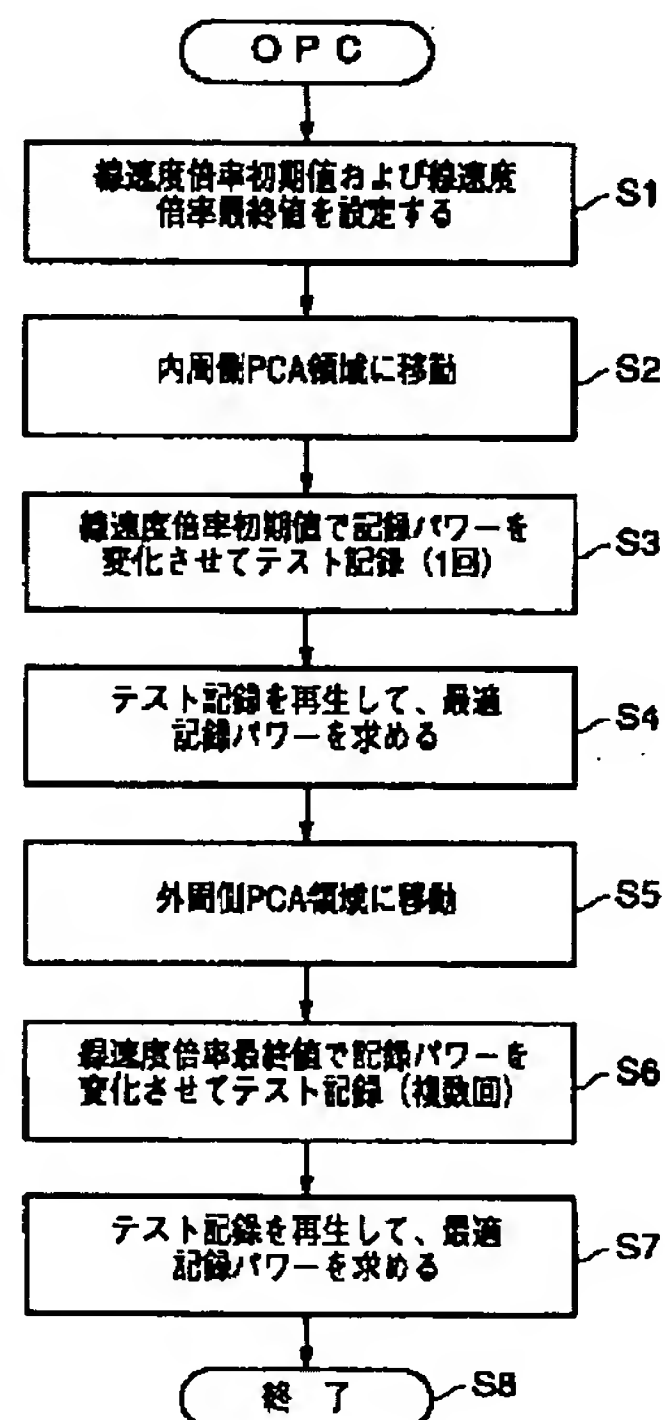 OPC
線速度倍率初期値および線速度
倍率最終値を設定する
S1
内周側PCA領域に移動
S2
線速度倍率初期値で記録パワーを
変化させてテスト記録（1回）
S3
テスト記録を再生して、最適
記録パワーを求める
S4
外周側PCA領域に移動
S5
線速度倍率最終値で記録パワーを
変化させてテスト記録（複数回）
S6
テスト記録を再生して、最適
記録パワーを求める
S7
終了
S8